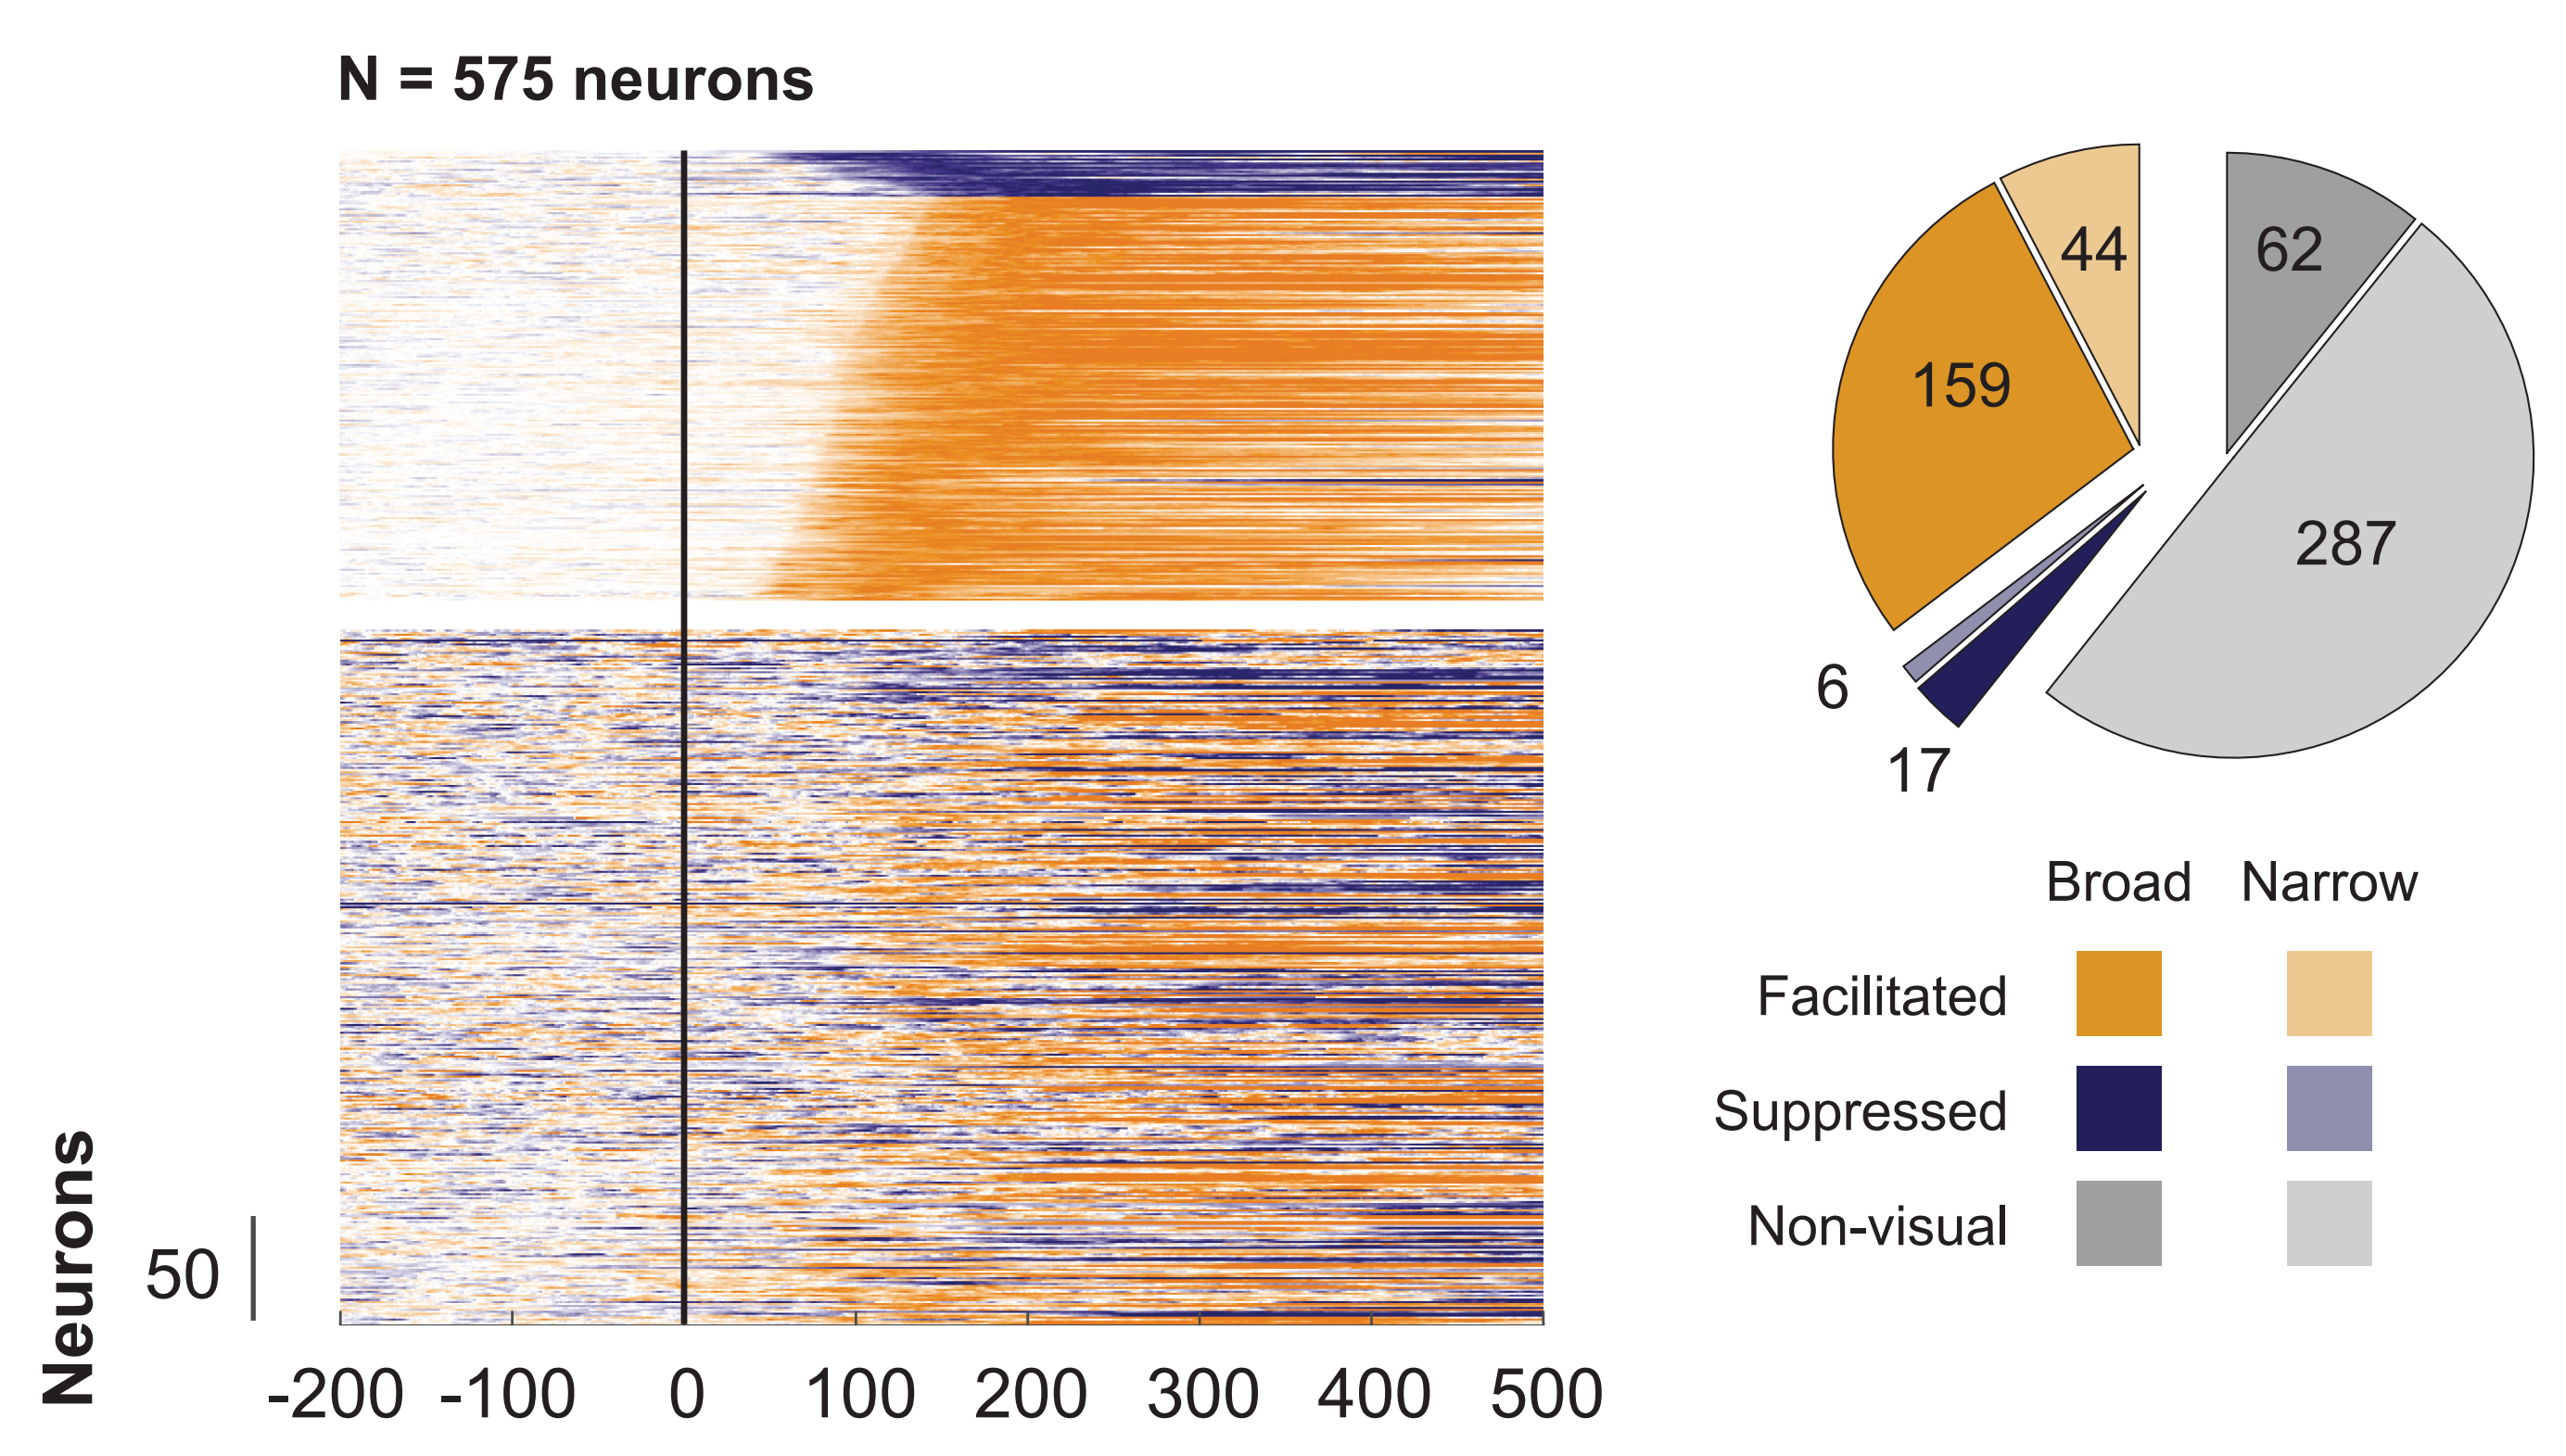 N = 575 neurons
Neurons
50
-200 -100 0 100 200 300 400 500
44
62
159
287
6
17
Broad Narrow
Facilitated
Suppressed
Non-visual